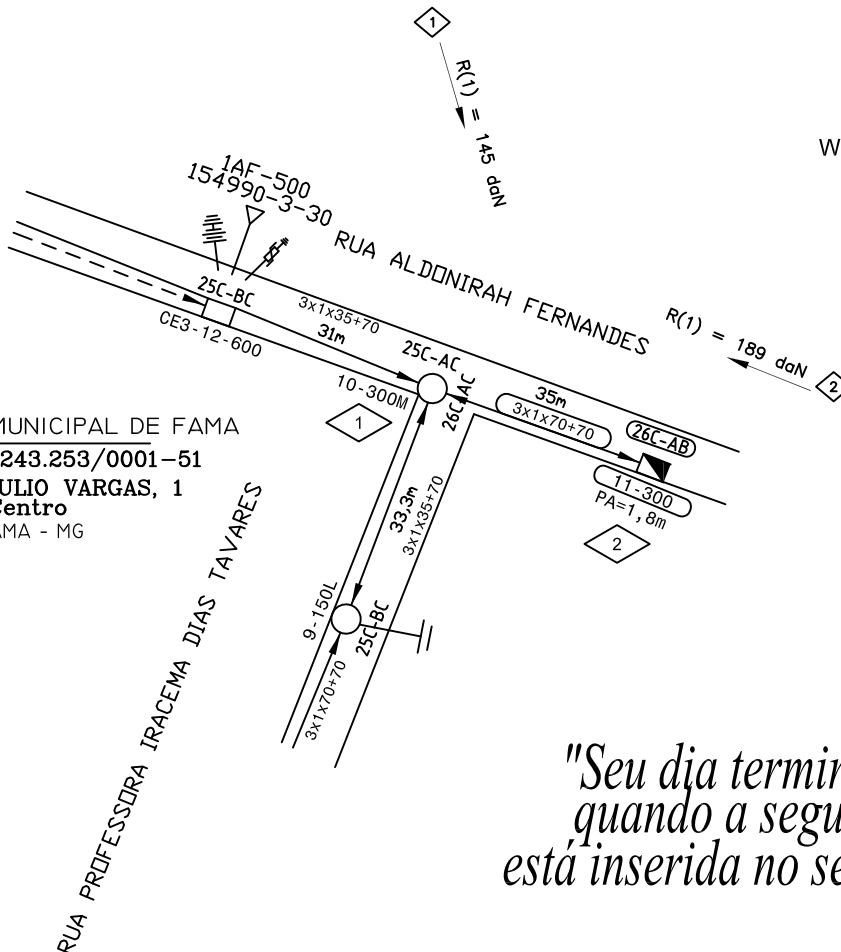 1
R(1) = 145 daN
W
1AF-500
154990-3-30
RUA ALDONIRAH FERNANDES
25C-BC
3x1x35+70
31m
CE3-12-600
10-300M
1
25C-AC
26C-AC
35m
3x1x70+70
26C-AB
11-300
PA=1,8m
2
R(1) = 189 daN
2
MUNICIPAL DE FAMA
243.253/0001-51
ULIO VARGAS, 1
Centro
AMA - MG
33,3m
3x1x35+70
9-150L
25C-BC
3x1x70+70
RUA PROFESSORA IRACEMA DIAS TAVARES
"Seu dia termin
quando a segu
está inserida no se